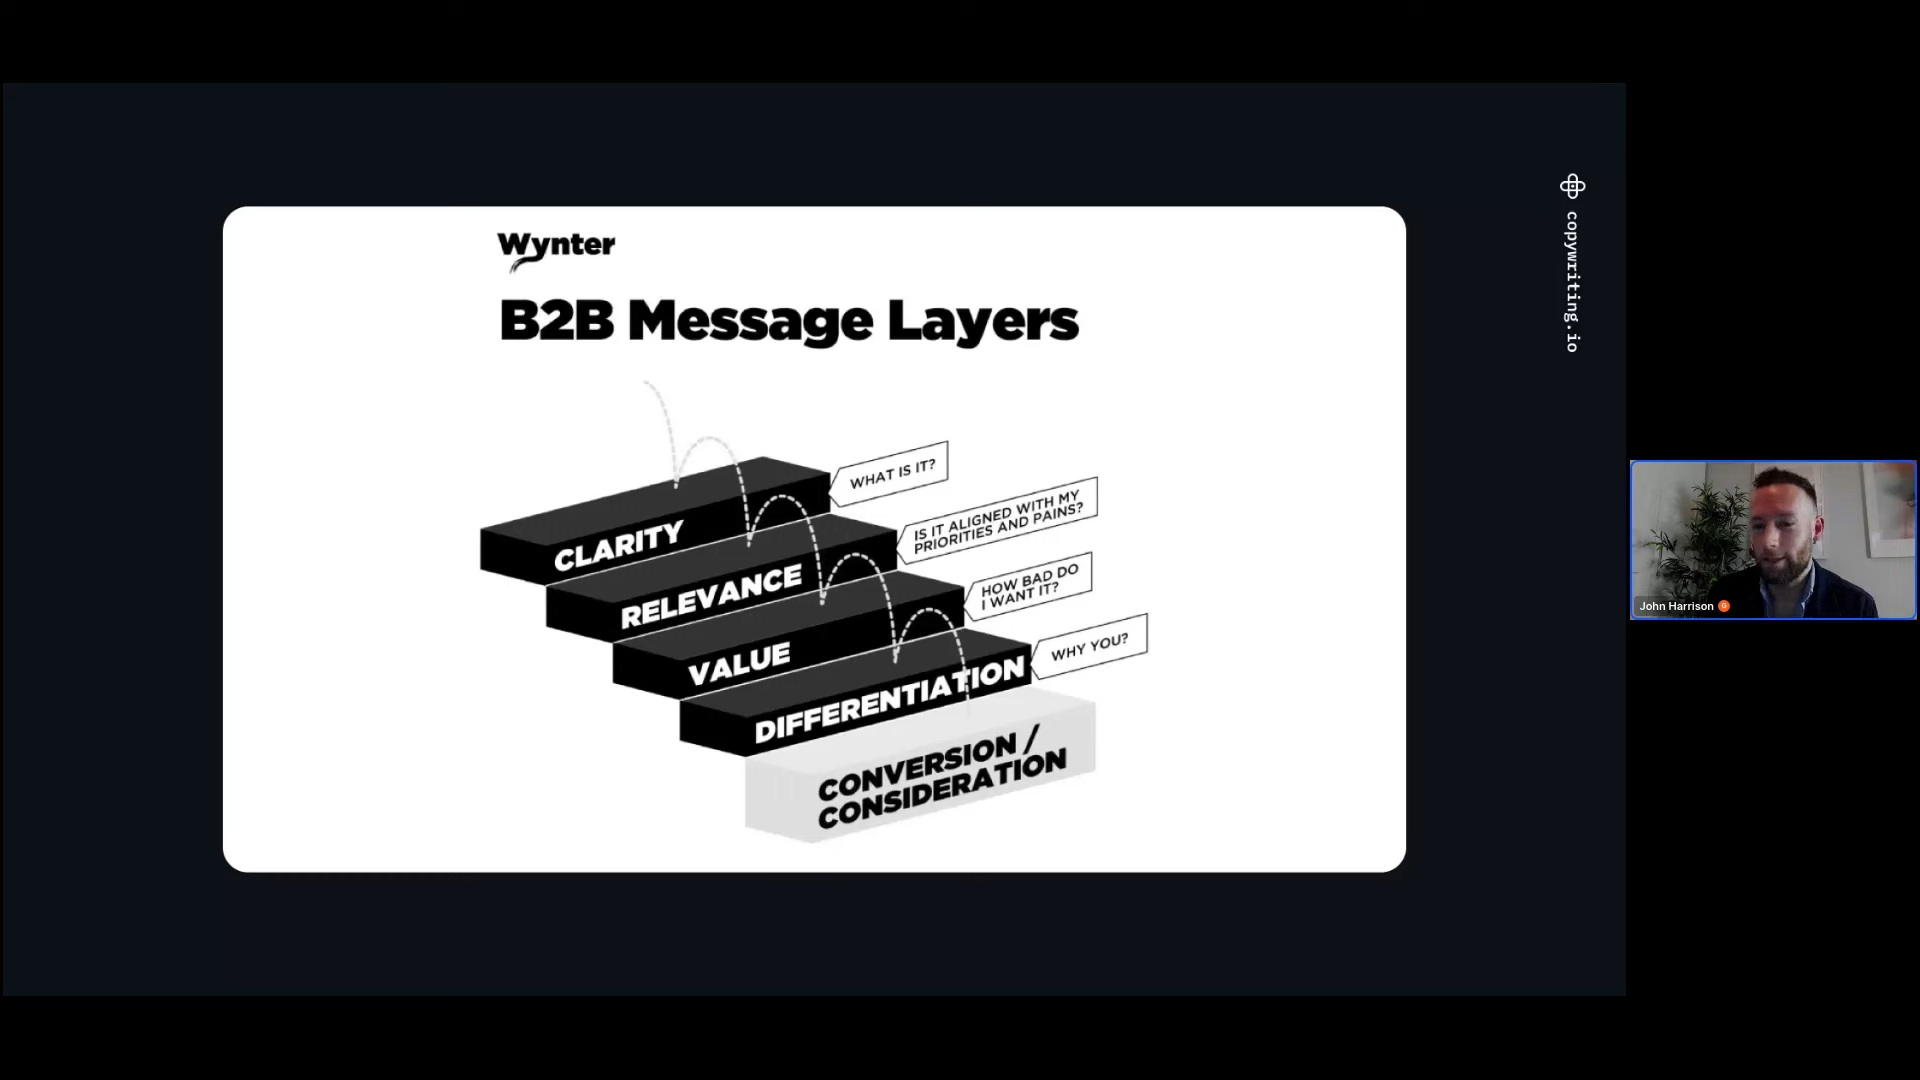 Wynter
B2B Message Layers
WHAT IS IT?
CLARITY
IS IT ALIGNED WITH MY
PRIORITIES AND PAINS?
RELEVANCE
HOW BAD DO
I WANT IT?
VALUE
WHY YOU?
DIFFERENTIATION
CONVERSION /
CONSIDERATION
copywriting.io
John Harrison